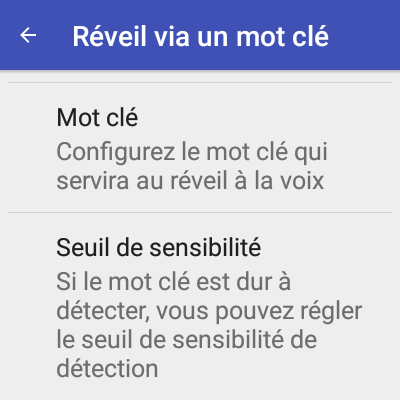 Réveil via un mot clé
Mot clé
Configurez le mot clé qui
servira au réveil à la voix
Seuil de sensibilité
Si le mot clé est dur à
détecter, vous pouvez régler
le seuil de sensibilité de
détection